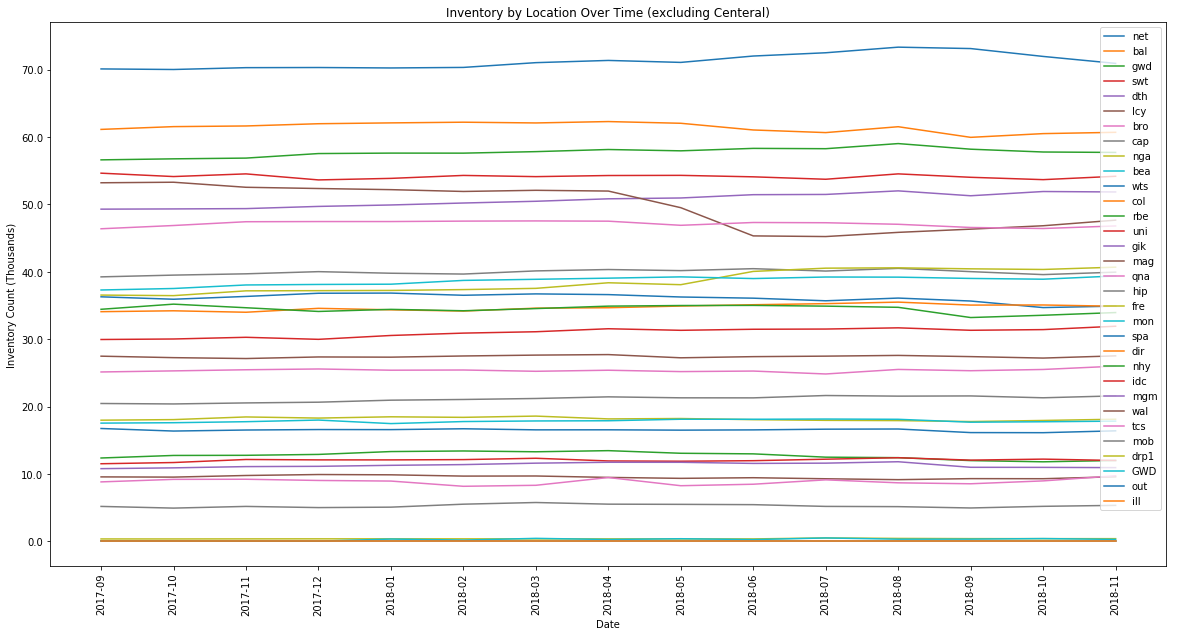 Inventory by Location Over Time (excluding Centeral)
Inventory Count (Thousands)
70.0
60.0
50.0
40.0
30.0
20.0
10.0
0.0
net
bal
gwd
swt
dth
lcy
bro
cap
nga
bea
wts
col
rbe
uni
gik
mag
qna
hip
fre
mon
spa
dir
nhy
idc
mgm
wal
tcs
mob
drp1
GWD
out
ill
2017-09
2017-10
2017-11
2017-12
2018-01
2018-02
2018-03
2018-04
2018-05
2018-06
2018-07
2018-08
2018-09
2018-10
2018-11
Date